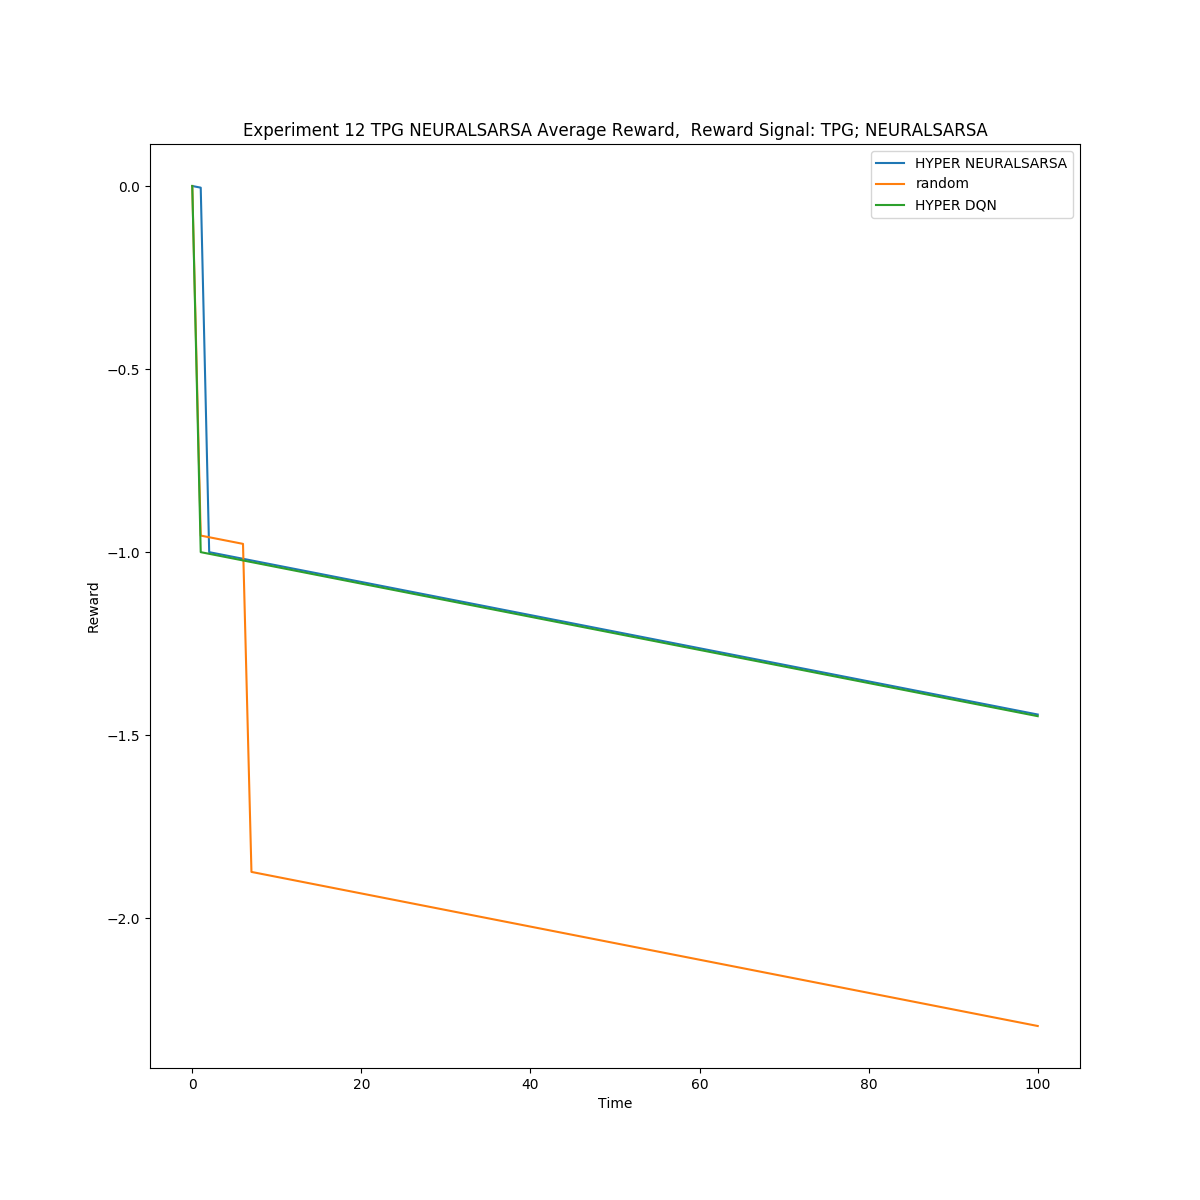 Experiment 12 TPG NEURALSARSA Average Reward,  Reward Signal: TPG; NEURALSARSA
HYPER NEURALSARSA
random
HYPER DQN
0.0
−0.5
−1.0
−1.5
−2.0
Reward
0
20
40
60
80
100
Time